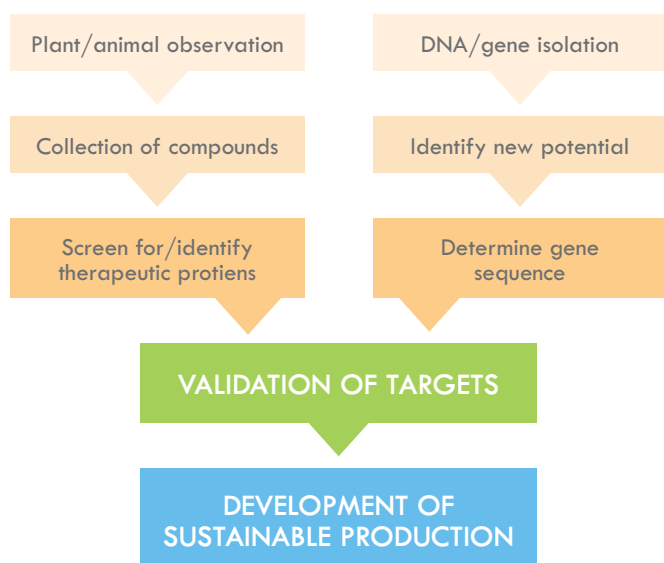 Plant/animal observation
DNA/gene isolation
Collection of compounds
Identify new potential
Screen for/identify
therapeutic protiens
Determine gene
sequence
VALIDATION OF TARGETS
DEVELOPMENT OF
SUSTAINABLE PRODUCTION